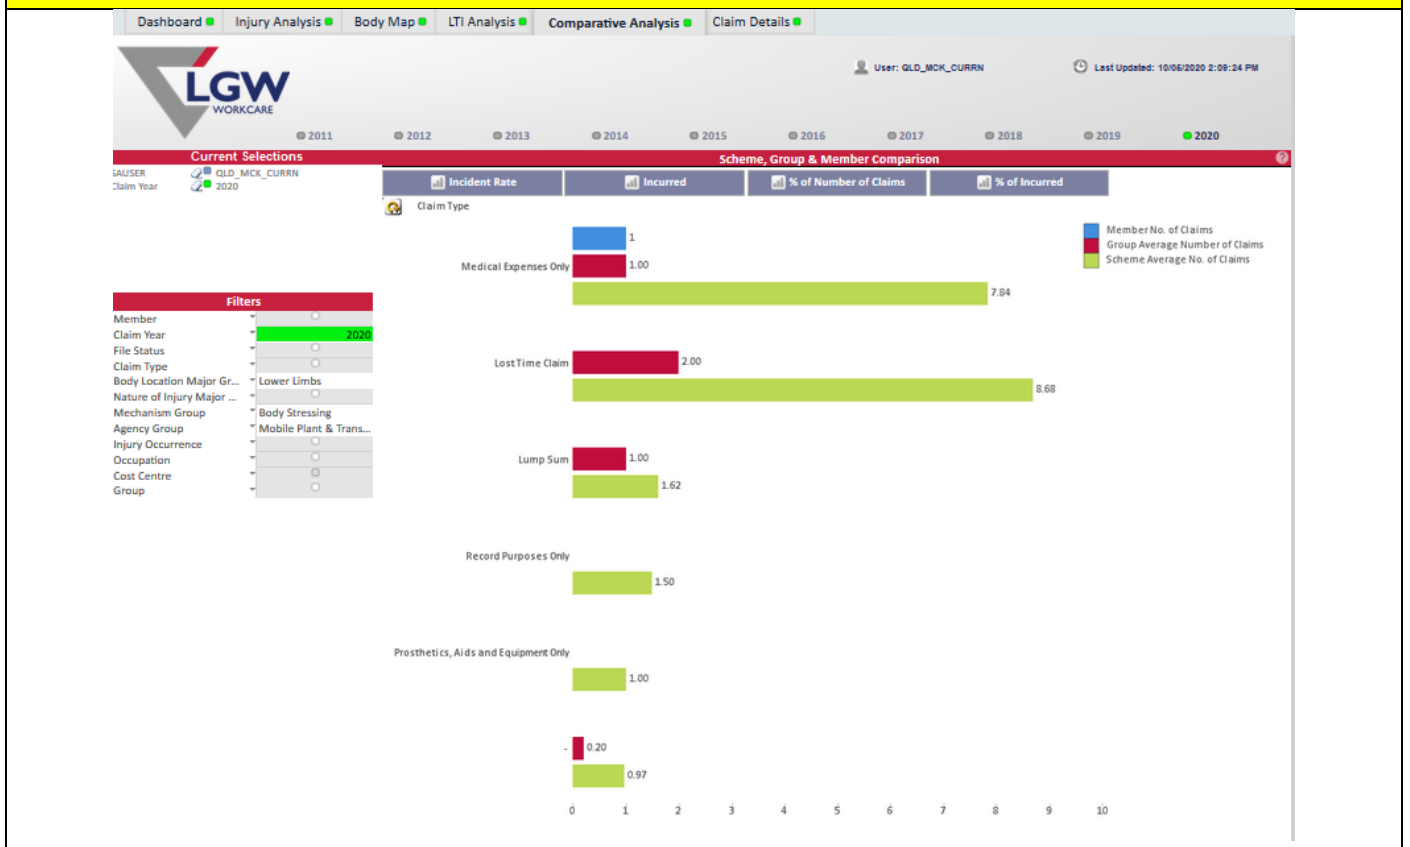 Dashboard Injury Analysis Body Map LTI Analysis Comparative Analysis Claim Details
LGW
WORKCARE
User: QLD_MCK_CURRN Last Updated: 10/06/2020 2:09:24 PM
2011 2012 2013 2014 2015 2016 2017 2018 2019 2020
Current Selections
SAUSER QLD_MCK_CURRN
Claim Year 2020
Scheme, Group & Member Comparison ?
Incident Rate Incurred % of Number of Claims % of Incurred
Claim Type
Member No. of Claims
Group Average Number of Claims
Scheme Average No. of Claims
Medical Expenses Only
1
1.00
7.84
Lost Time Claim
2.00
8.68
Lump Sum
1.00
1.62
Record Purposes Only
1.50
Prosthetics, Aids and Equipment Only
1.00
-
0.20
0.97
0 1 2 3 4 5 6 7 8 9 10
Filters
Member
Claim Year 2020
File Status
Claim Type
Body Location Major Gr... Lower Limbs
Nature of Injury Major ...
Mechanism Group Body Stressing
Agency Group Mobile Plant & Trans...
Injury Occurrence
Occupation
Cost Centre
Group